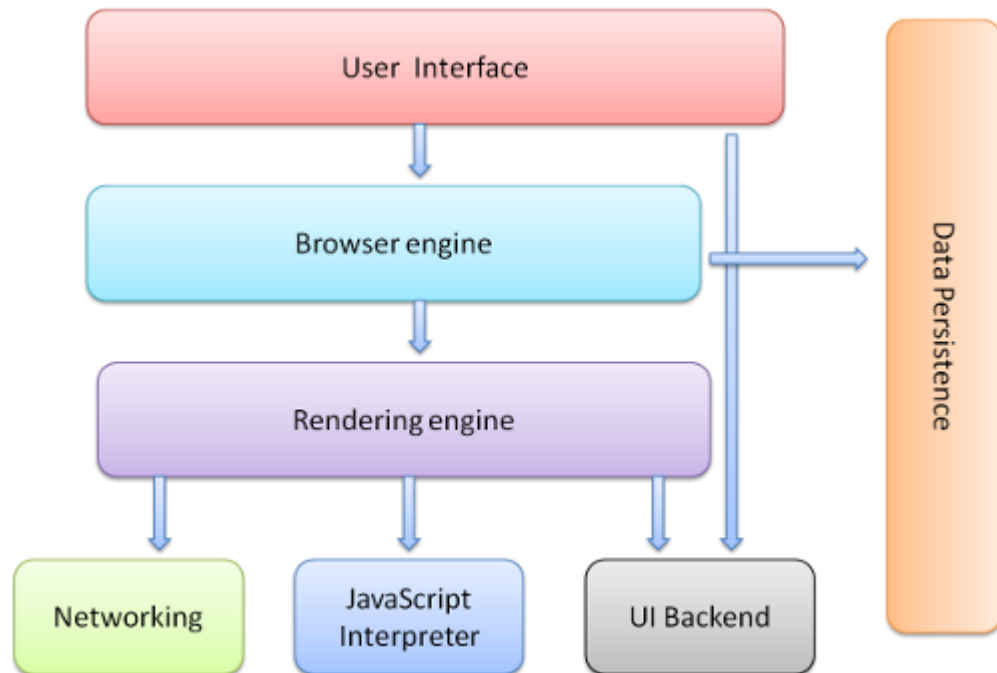 User Interface
Browser engine
Rendering engine
Data Persistence
Networking
JavaScript
Interpreter
UI Backend